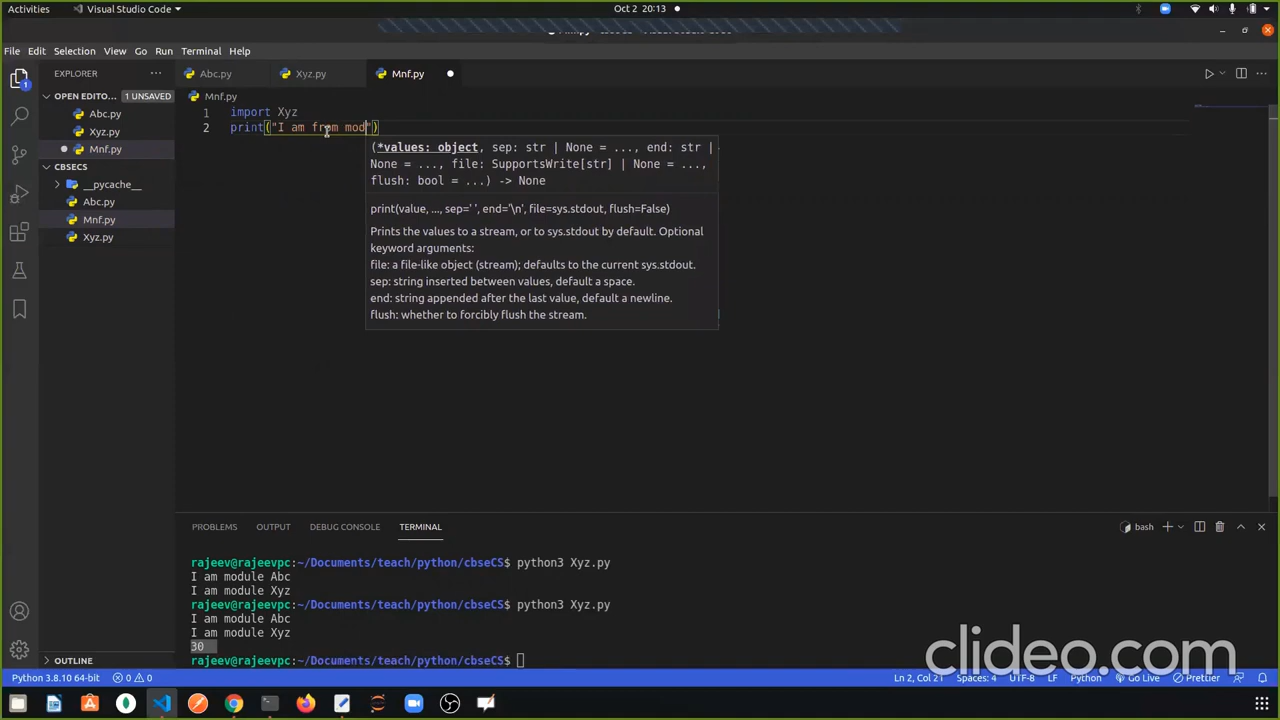 Activities
Visual Studio Code
Oct 2 20:13
File Edit Selection View Go Run Terminal Help
EXPLORER
Abc.py
Xyz.py
Mnf.py
OPEN EDITO... 1 UNSAVED
Mnf.py
Abc.py
1 import Xyz
Xyz.py
2 print("I am from mod")
Mnf.py
(*values: object, sep: str | None = ..., end: str |
None = ..., file: SupportsWrite[str] | None = ...,
flush: bool = ...) -> None
CBSECS
__pycache__
Abc.py
print(value, ..., sep=' ', end='\n', file=sys.stdout, flush=False)
Mnf.py
Prints the values to a stream, or to sys.stdout by default. Optional
Xyz.py
keyword arguments:
file: a file-like object (stream); defaults to the current sys.stdout.
sep: string inserted between values, default a space.
end: string appended after the last value, default a newline.
flush: whether to forcibly flush the stream.
PROBLEMS OUTPUT DEBUG CONSOLE TERMINAL
bash
rajeev@rajeevpc:~/Documents/teach/python/cbseCS$ python3 Xyz.py
I am module Abc
I am module Xyz
rajeev@rajeevpc:~/Documents/teach/python/cbseCS$ python3 Xyz.py
I am module Abc
I am module Xyz
30
rajeev@rajeevpc:~/Documents/teach/python/cbseCS$
OUTLINE
clideo.com
Python 3.8.10 64-bit 0 0
Ln 2, Col 21 Spaces: 4 UTF-8 LF Python Go Live Prettier